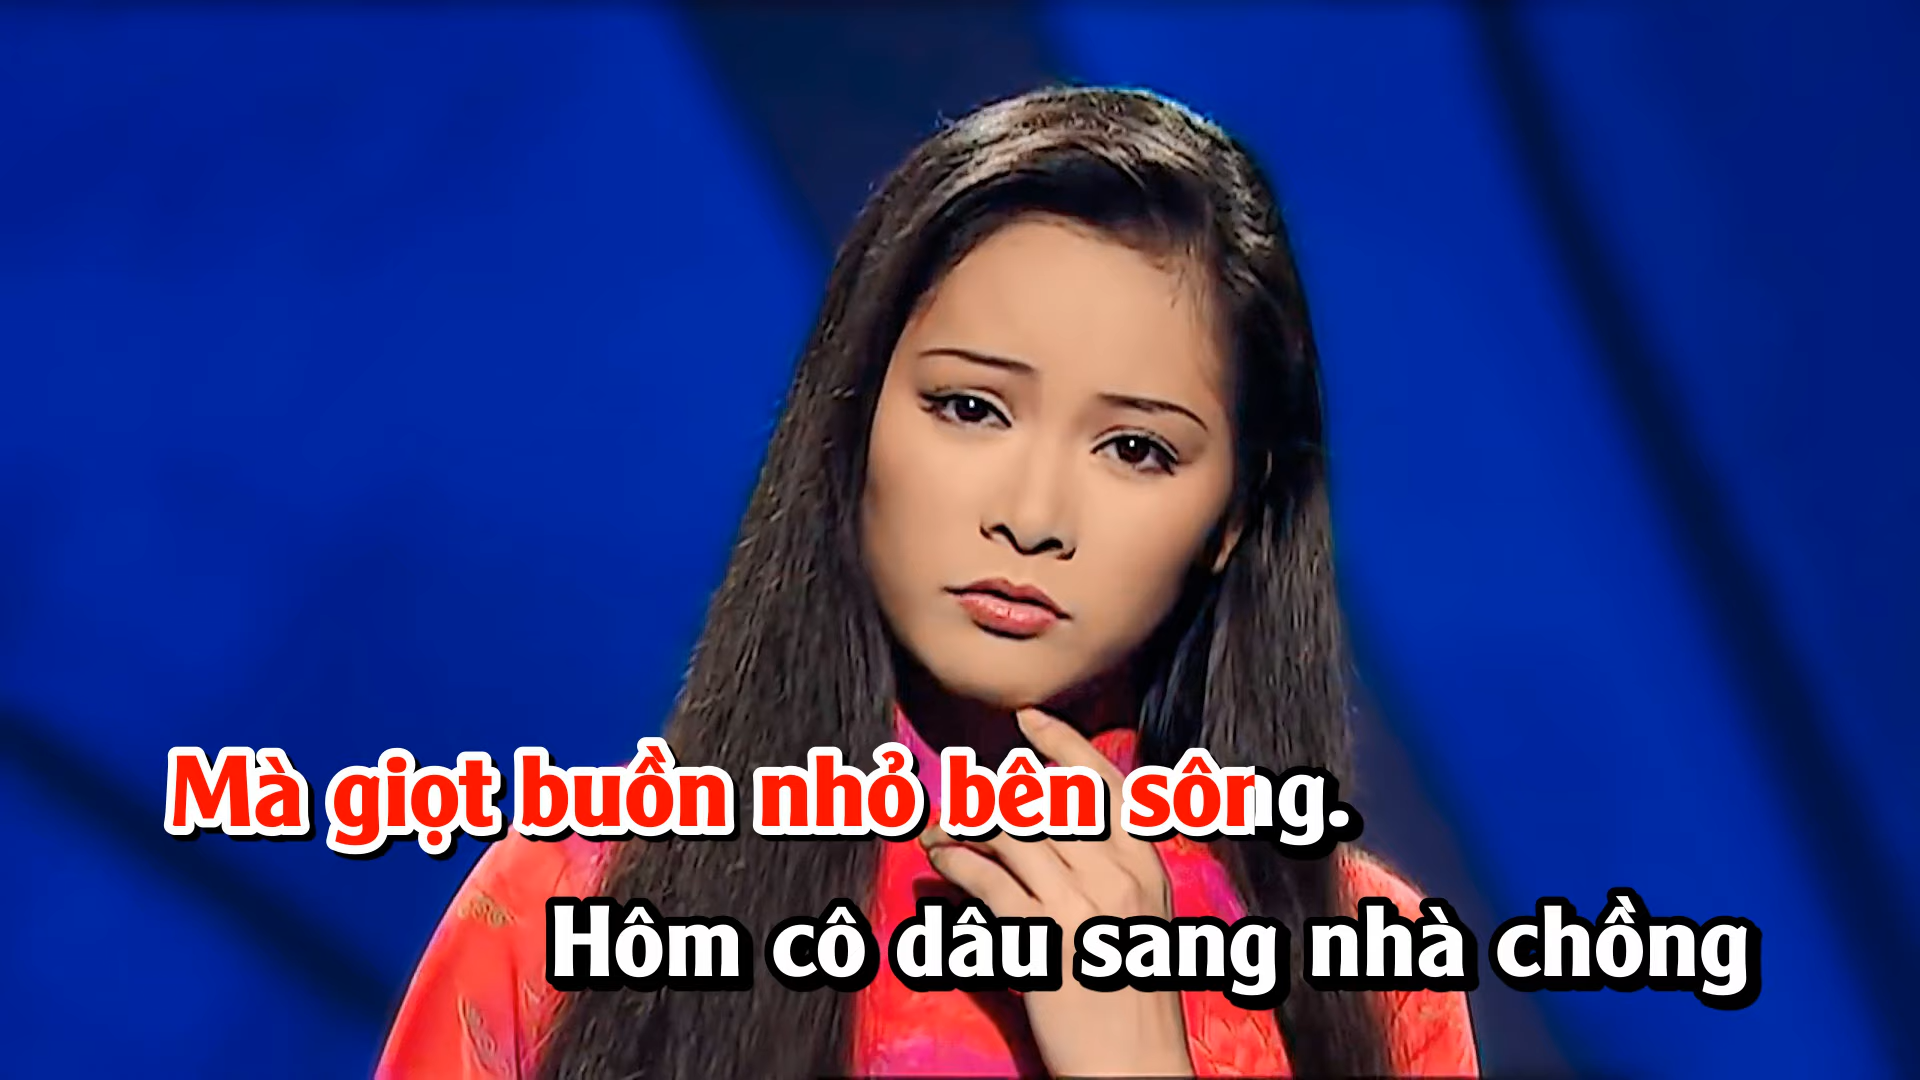 Mà giọt buồn nhỏ bên sông.
Hôm cô dâu sang nhà chồng